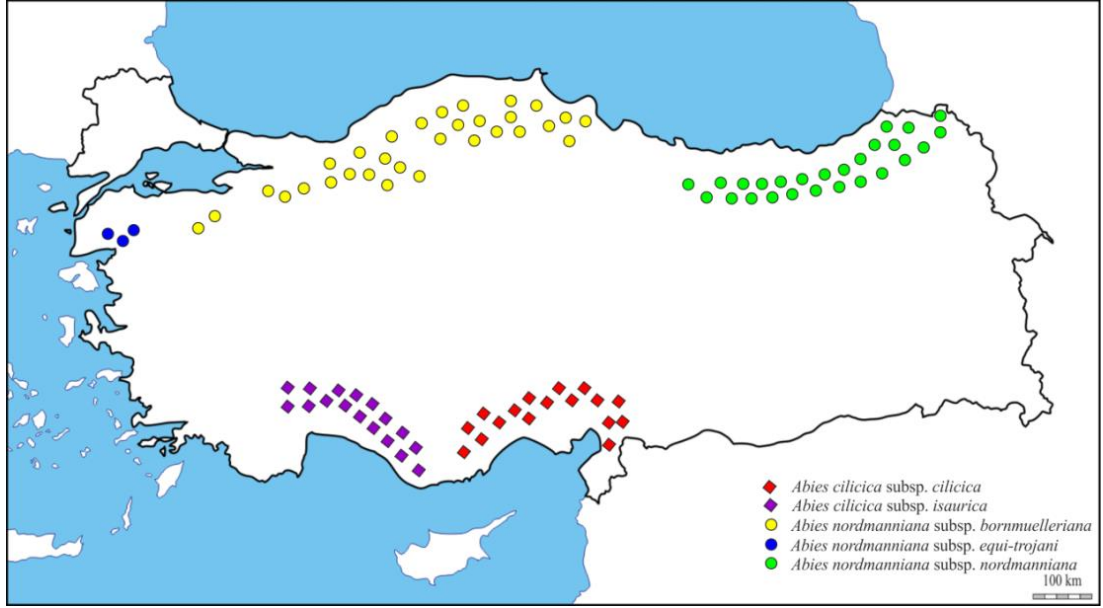 Abies cilicica subsp. cilicica
Abies cilicica subsp. isaurica
Abies nordmanniana subsp. bornmuelleriana
Abies nordmanniana subsp. equi-trojani
Abies nordmanniana subsp. nordmanniana
100 km